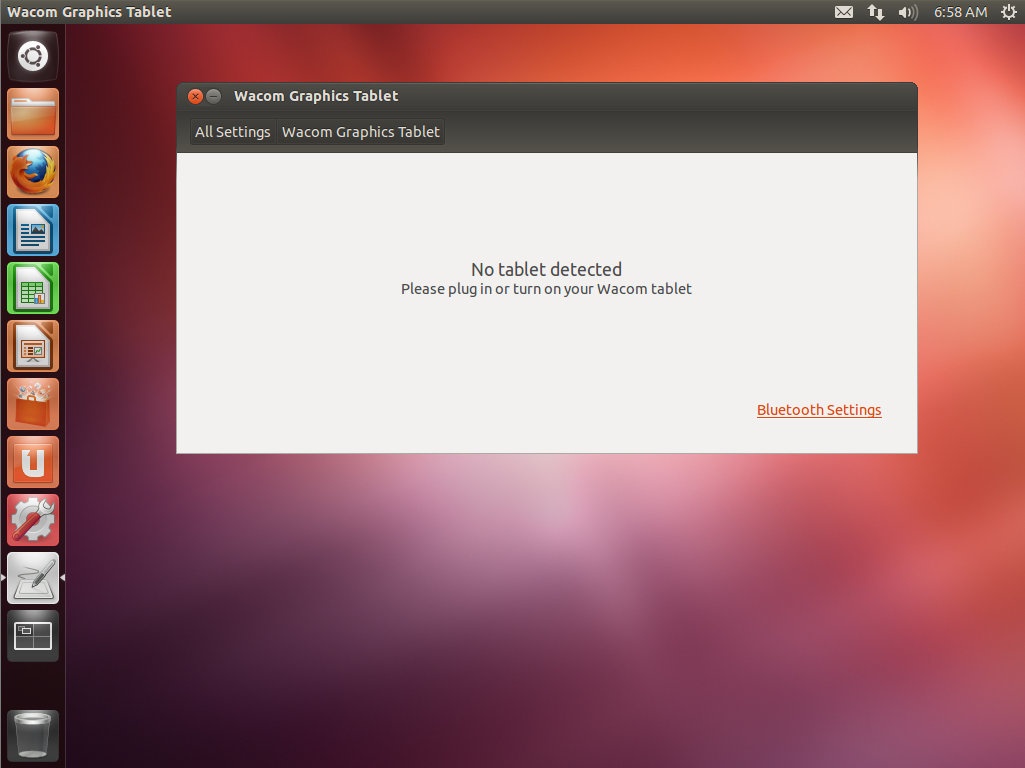 Wacom Graphics Tablet
6:58 AM
Wacom Graphics Tablet
All Settings
Wacom Graphics Tablet
No tablet detected
Please plug in or turn on your Wacom tablet
Bluetooth Settings